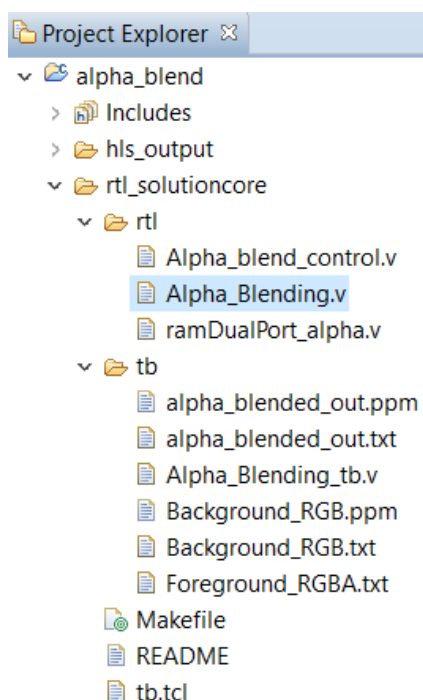 Project Explorer
alpha_blend
Includes
hls_output
rtl_solutioncore
rtl
Alpha_blend_control.v
Alpha_Blending.v
ramDualPort_alpha.v
tb
alpha_blended_out.ppm
alpha_blended_out.txt
Alpha_Blending_tb.v
Background_RGB.ppm
Background_RGB.txt
Foreground_RGBA.txt
Makefile
README
tb.tcl